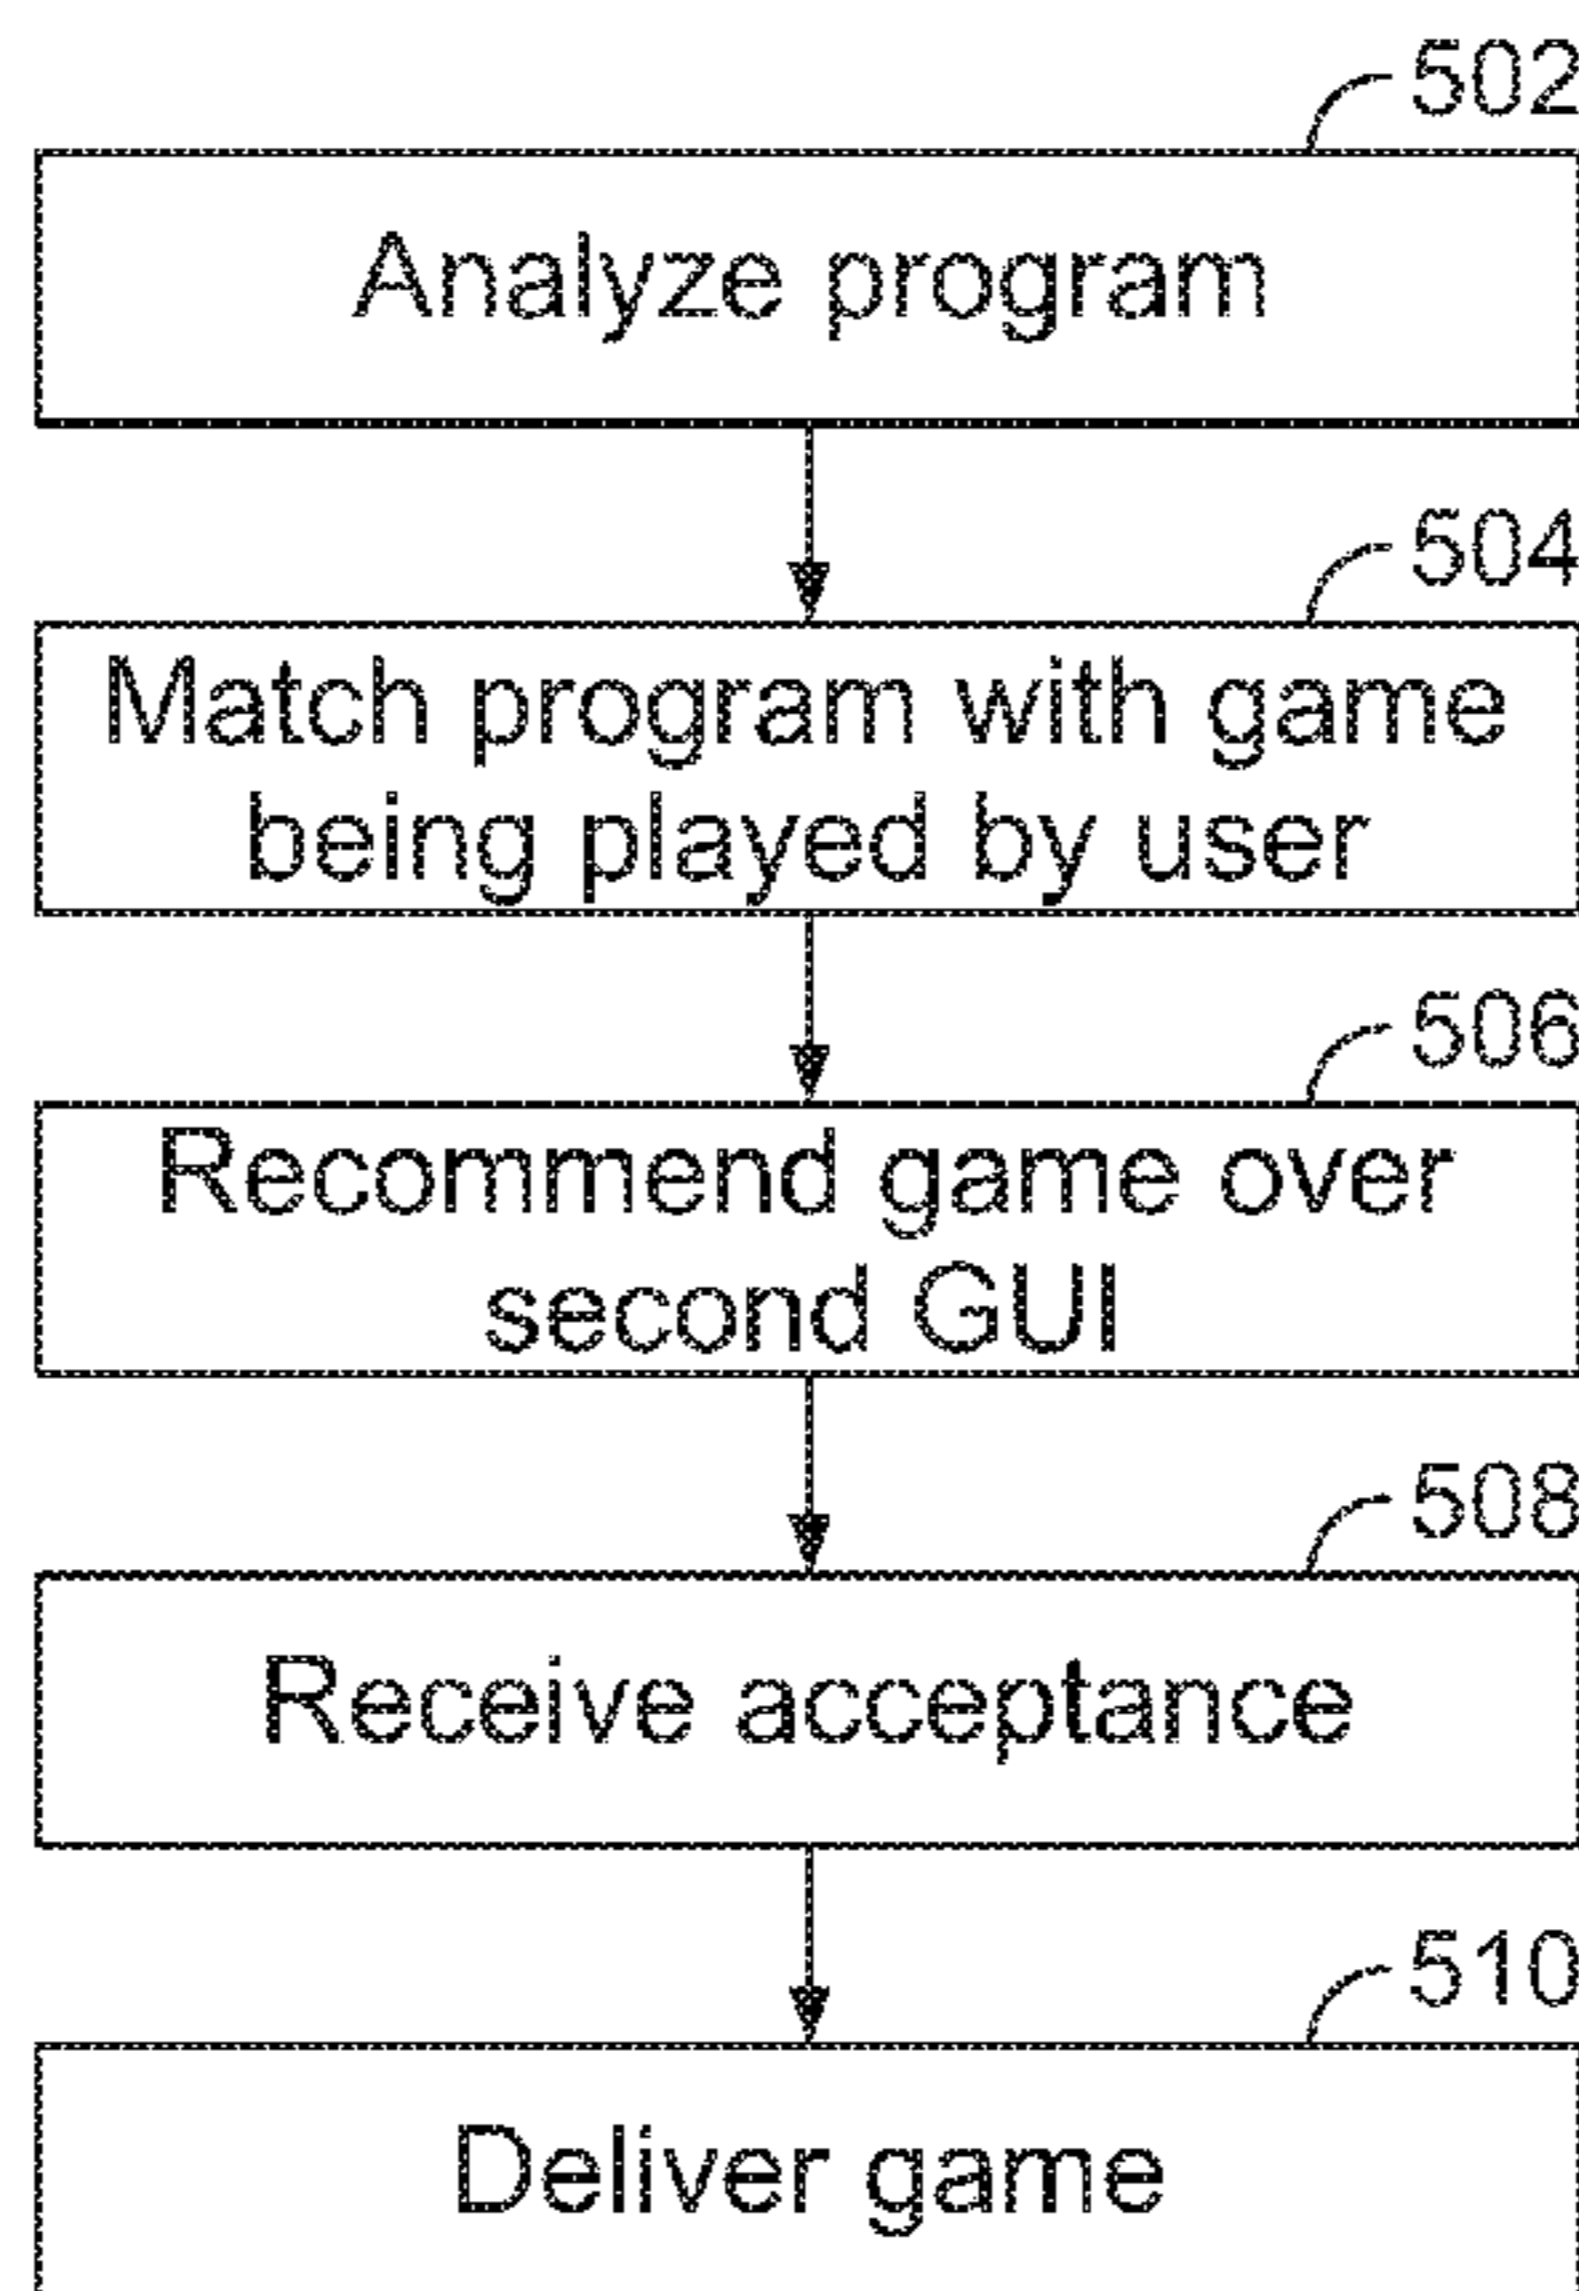 502
Analyze program
504
Match program with game
being played by user
506
Recommend game over
second GUI
508
Receive acceptance
510
Deliver game